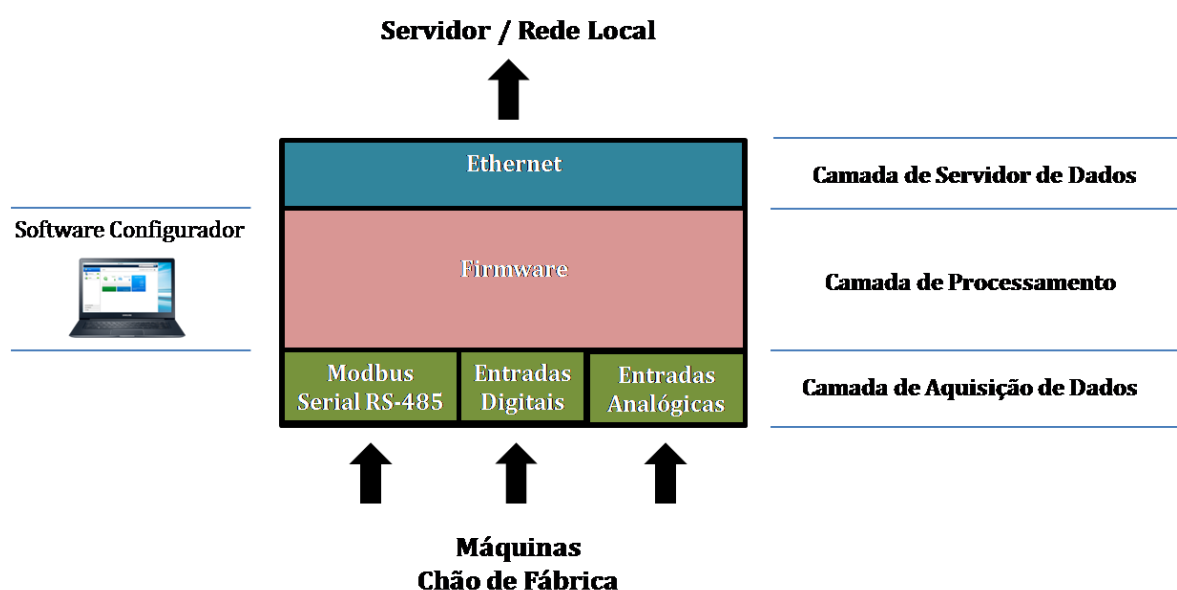 Servidor / Rede Local
Ethernet
Camada de Servidor de Dados
Software Configurador
Firmware
Camada de Processamento
Modbus
Serial RS-485
Entradas
Digitais
Entradas
Analógicas
Camada de Aquisição de Dados
Máquinas
Chão de Fábrica